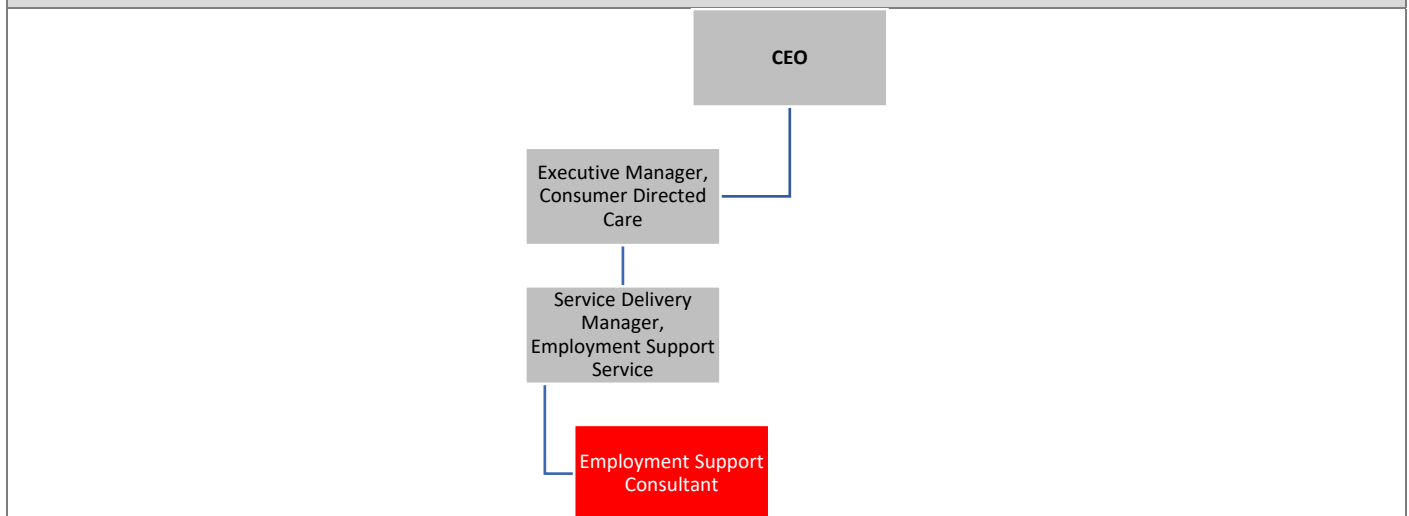 CEO
Executive Manager,
Consumer Directed
Care
Service Delivery
Manager,
Employment Support
Service
Employment Support
Consultant